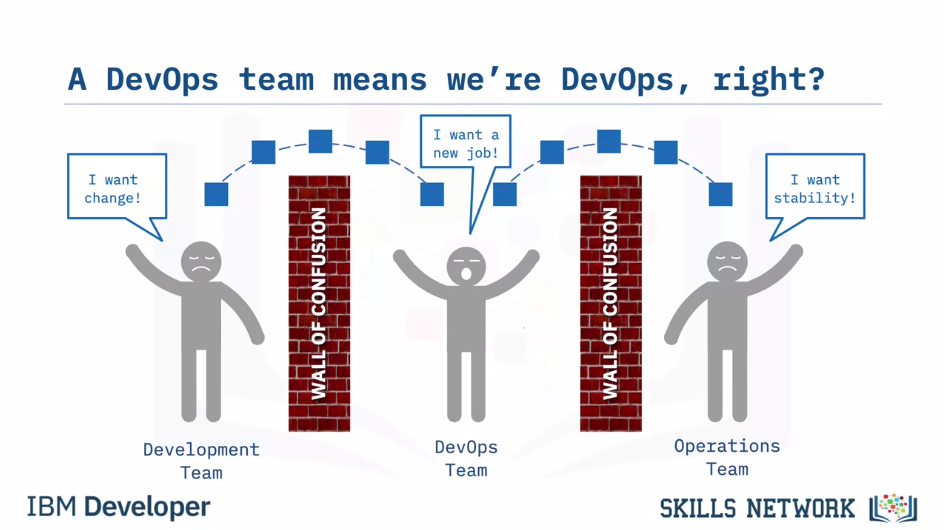 A DevOps team means we’re DevOps, right?
I want
change!
I want a
new job!
I want
stability!
WALL OF CONFUSION
WALL OF CONFUSION
Development
Team
DevOps
Team
Operations
Team
IBM Developer
SKILLS NETWORK